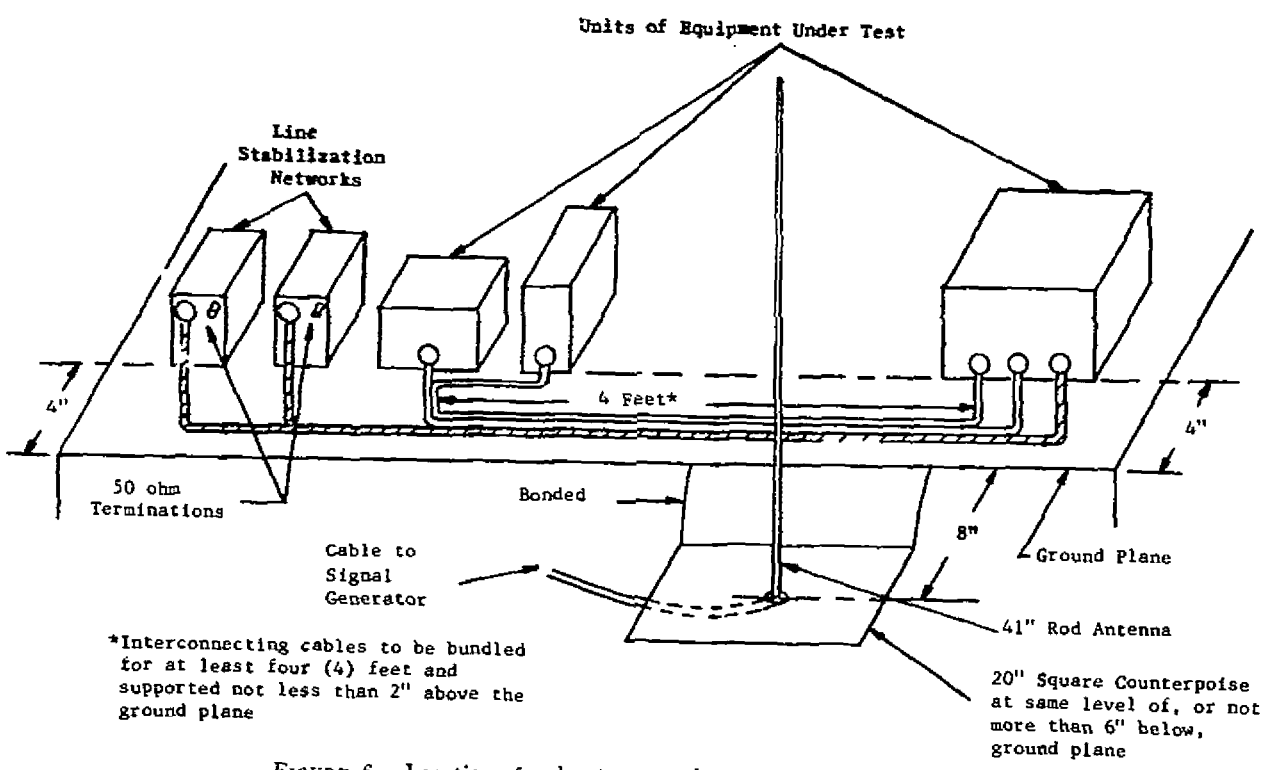 Units of Equipment Under Test
Line
Stabilization
Networks
4"
4 Feet*
4"
50 ohm
Terminations
Bonded
8"
Cable to
Signal
Generator
Ground Plane
41" Rod Antenna
*Interconnecting cables to be bundled
for at least four (4) feet and
supported not less than 2" above the
ground plane
20" Square Counterpoise
at same level of, or not
more than 6" below,
ground plane